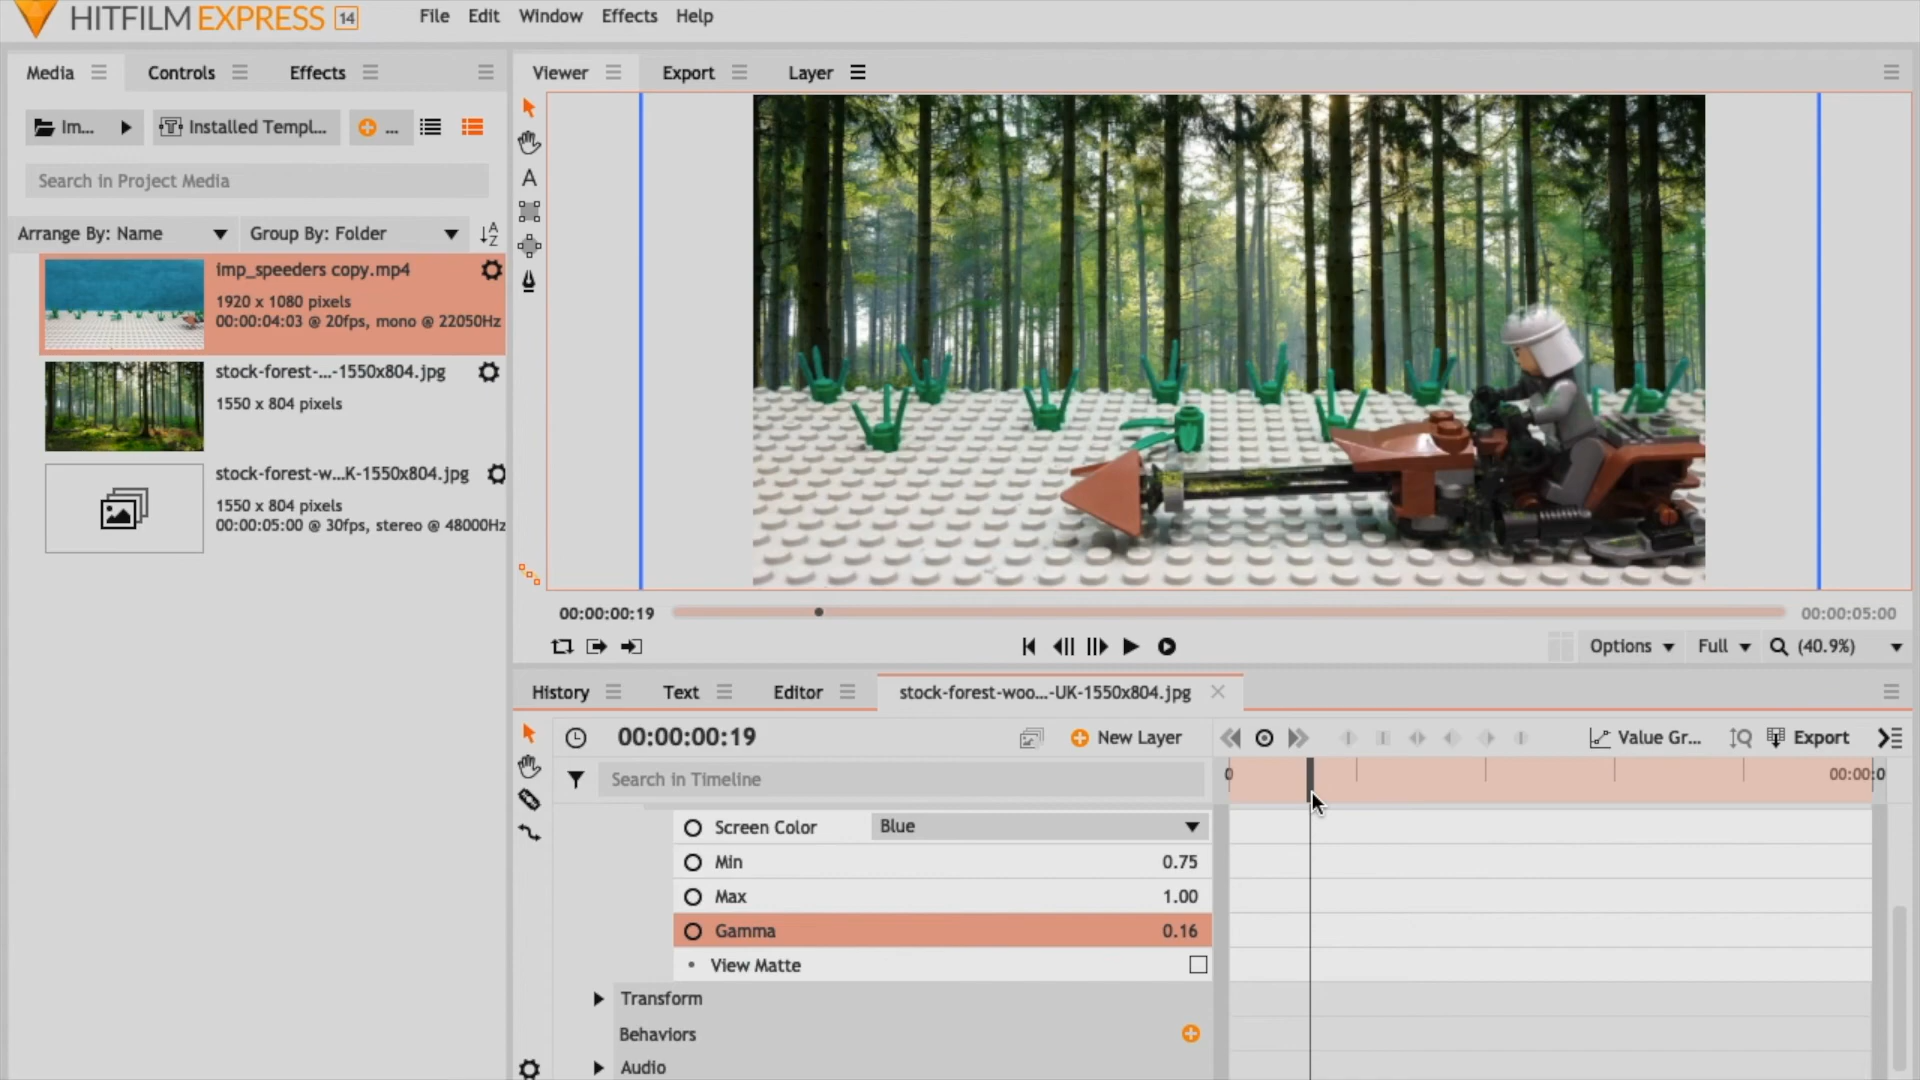 HITFILM EXPRESS 14
File Edit Window Effects Help
Media Controls Effects
Viewer Export Layer
Im... Installed Templ... ...
Search in Project Media
Arrange By: Name Group By: Folder
A
Z
imp_speeders copy.mp4
1920 x 1080 pixels
00:00:04:03 @ 20fps, mono @ 22050Hz
stock-forest-...-1550x804.jpg
1550 x 804 pixels
stock-forest-w...K-1550x804.jpg
1550 x 804 pixels
00:00:05:00 @ 30fps, stereo @ 48000Hz
A
00:00:00:19 00:00:05:00
Options Full (40.9%)
History Text Editor stock-forest-woo...-UK-1550x804.jpg
00:00:00:19 New Layer Value Gr... Export
Search in Timeline
0 00:00:0
Screen Color Blue
Min 0.75
Max 1.00
Gamma 0.16
View Matte
Transform
Behaviors
Audio